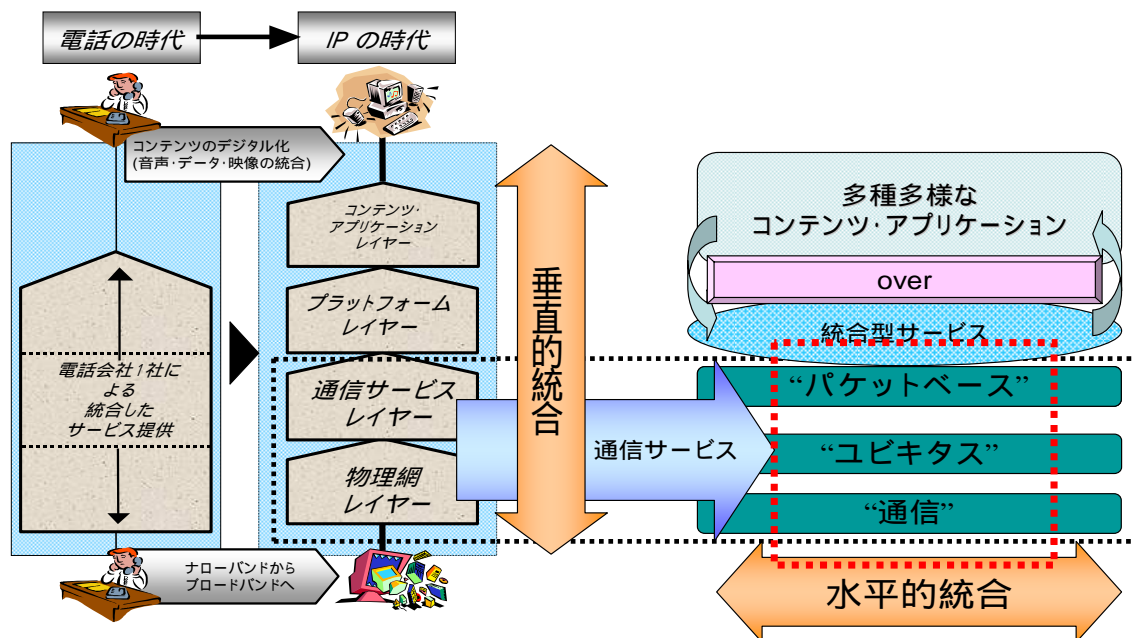 電話の時代
IP の時代
コンテンツのデジタル化
(音声・データ・映像の統合)
コンテンツ・
アプリケーション
レイヤー
プラットフォーム
レイヤー
電話会社1社に
よる
統合した
サービス提供
通信サービス
レイヤー
物理網
レイヤー
ナローバンドから
ブロードバンドへ
垂直的統合
通信サービス
多種多様な
コンテンツ・アプリケーション
over
統合型サービス
“パケットベース”
“ユビキタス”
“通信”
水平的統合